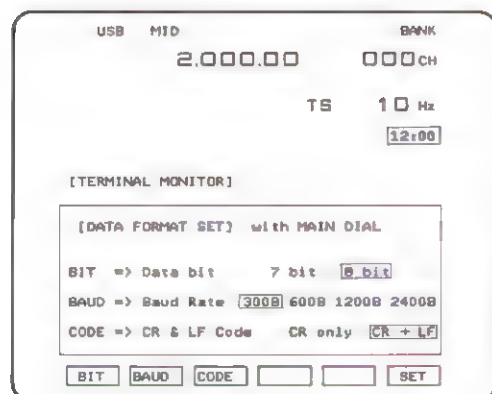 USB MID BANK
2,000.00 000CH
TS 10 Hz
12:00
[TERMINAL MONITOR]
[DATA FORMAT SET] with MAIN DIAL
BIT => Data bit 7 bit 8 bit
BAUD => Baud Rate 300B 600B 1200B 2400B
CODE => CR & LF Code CR only CR + LF
BIT BAUD CODE SET